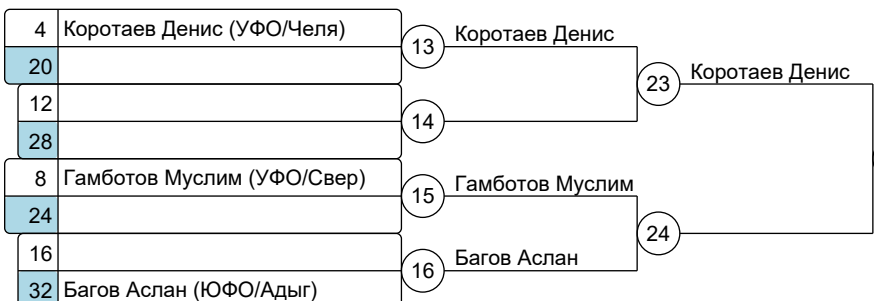 4 Коротаев Денис (УФО/Челя)
20
13 Коротаев Денис
12
28
14
23 Коротаев Денис
8 Гамботов Муслим (УФО/Свер)
24
15 Гамботов Муслим
16
32 Багов Аслан (ЮФО/Адыг)
16 Багов Аслан
24